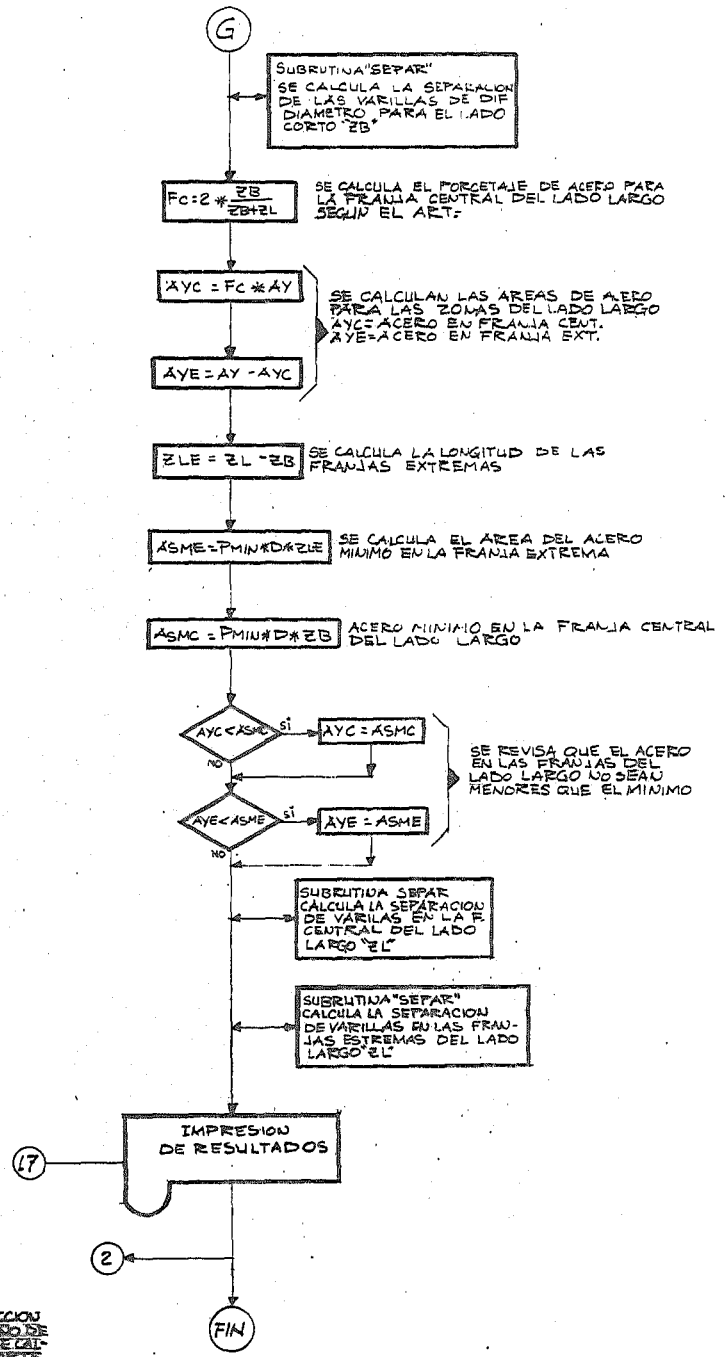 G
SUBRUTINA "SEPAR"
SE CALCULA LA SEPARACION
DE LAS VARILLAS DE DIF
DIAMETRO PARA EL LADO
CORTO "ZB"
FC=2 * ZB
ZB+ZL
SE CALCULA EL PORCETAJE DE ACERO PARA
LA FRANJA CENTRAL DEL LADO LARGO
SEGUN EL ART=
AYC = FC * AY
AYE = AY - AYC
SE CALCULAN LAS AREAS DE ACERO
PARA LAS ZONAS DEL LADO LARGO
AYC= ACERO EN FRANJA CENT.
AYE=ACERO EN FRANJA EXT.
ZLE = ZL - ZB
SE CALCULA LA LONGITUD DE LAS
FRANJAS EXTREMAS
ASME=PMIN*D*ZLE
SE CALCULA EL AREA DEL ACERO
MINIMO EN LA FRANJA EXTREMA
ASMC = PMIN*D*ZB
ACERO MINIMO EN LA FRANJA CENTRAL
DEL LADO LARGO
AYC<ASMC
SI
AYC = ASMC
NO
SE REVISA QUE EL ACERO
EN LAS FRANJAS DEL
LADO LARGO NO SEAN
MENORES QUE EL MINIMO
AYE<ASME
SI
AYE = ASME
NO
SUBRUTINA SEPAR
CALCULA LA SEPARACION
DE VARILAS EN LA F
CENTRAL DEL LADO
LARGO "ZL"
SUBRUTINA "SEPAR"
CALCULA LA SEPARACION
DE VARILLAS EN LAS FRAN-
JAS ESTREMAS DEL LADO
LARGO "ZL"
IMPRESION
DE RESULTADOS
17
2
FIN
CCION
NO DE
E CAL-